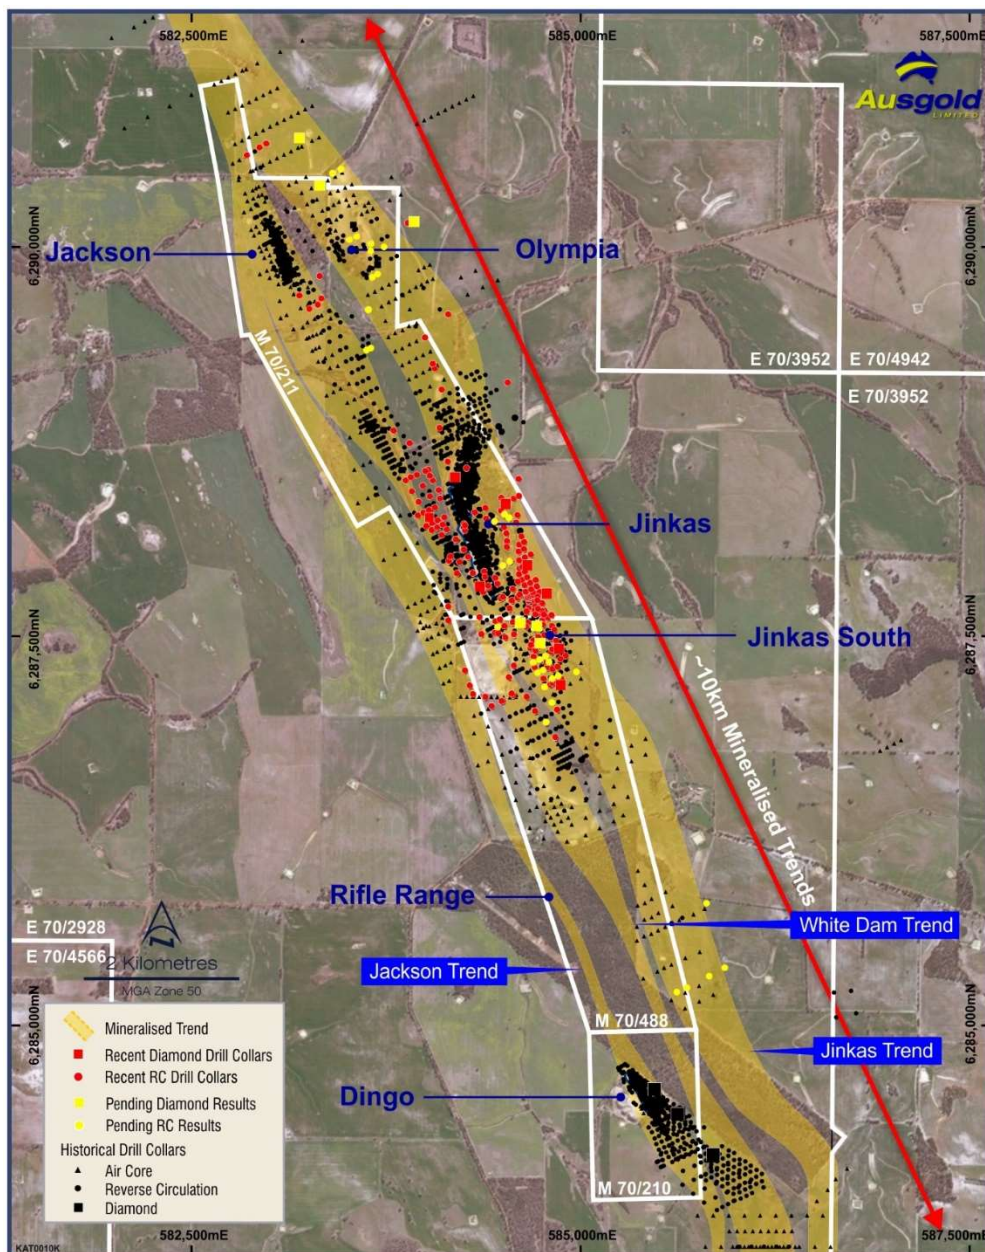 582,500mE
585,000mE
587,500mE
Ausgold
LIMITED
6,290,000mN
6,290,000mN
Jackson
Olympia
M 70/211
E 70/3952
E 70/4942
E 70/3952
Jinkas
Jinkas South
6,287,500mN
6,287,500mN
~10km Mineralised Trends
Rifle Range
White Dam Trend
E 70/2928
E 70/4566
2 Kilometres
MGA Zone 50
Jackson Trend
6,285,000mN
6,285,000mN
M 70/488
Jinkas Trend
Dingo
M 70/210
Mineralised Trend
Recent Diamond Drill Collars
Recent RC Drill Collars
Pending Diamond Results
Pending RC Results
Historical Drill Collars
Air Core
Reverse Circulation
Diamond
KAT0010K
582,500mE
585,000mE
587,500mE